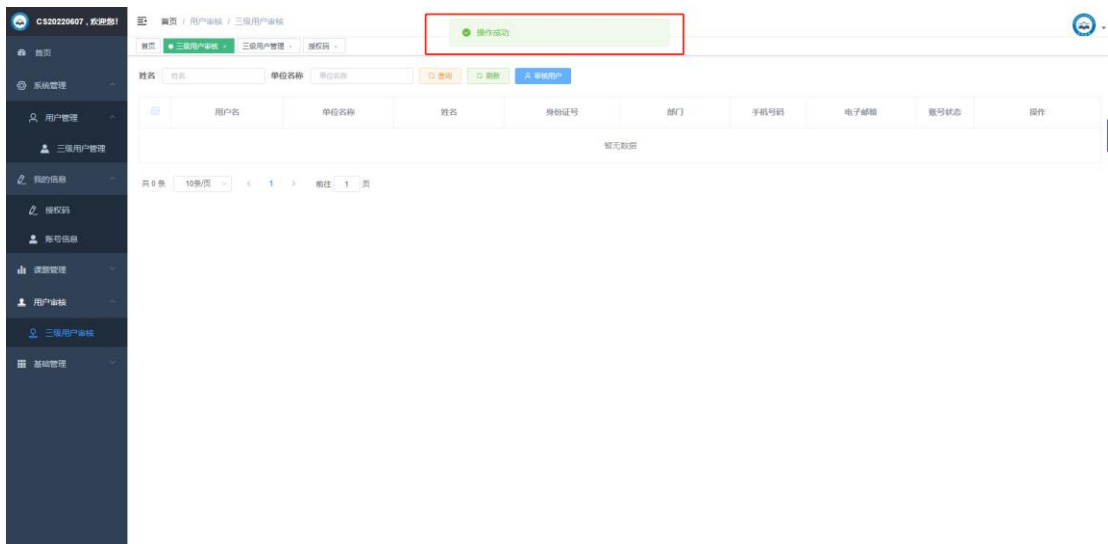 CS20220607，欢迎您!
首页 / 用户审核 / 三级用户审核
操作成功
首页
三级用户审核 ×
三级用户管理 ×
授权码 ×
首页
系统管理
用户管理
三级用户管理
我的信息
授权码
账号信息
课题管理
用户审核
三级用户审核
基础管理
姓名 姓名 单位名称 单位名称 查询 刷新 审核用户
用户名 单位名称 姓名 身份证号 部门 手机号码 电子邮箱 账号状态 操作
暂无数据
共 0 条 10条/页 < 1 > 前往 1 页